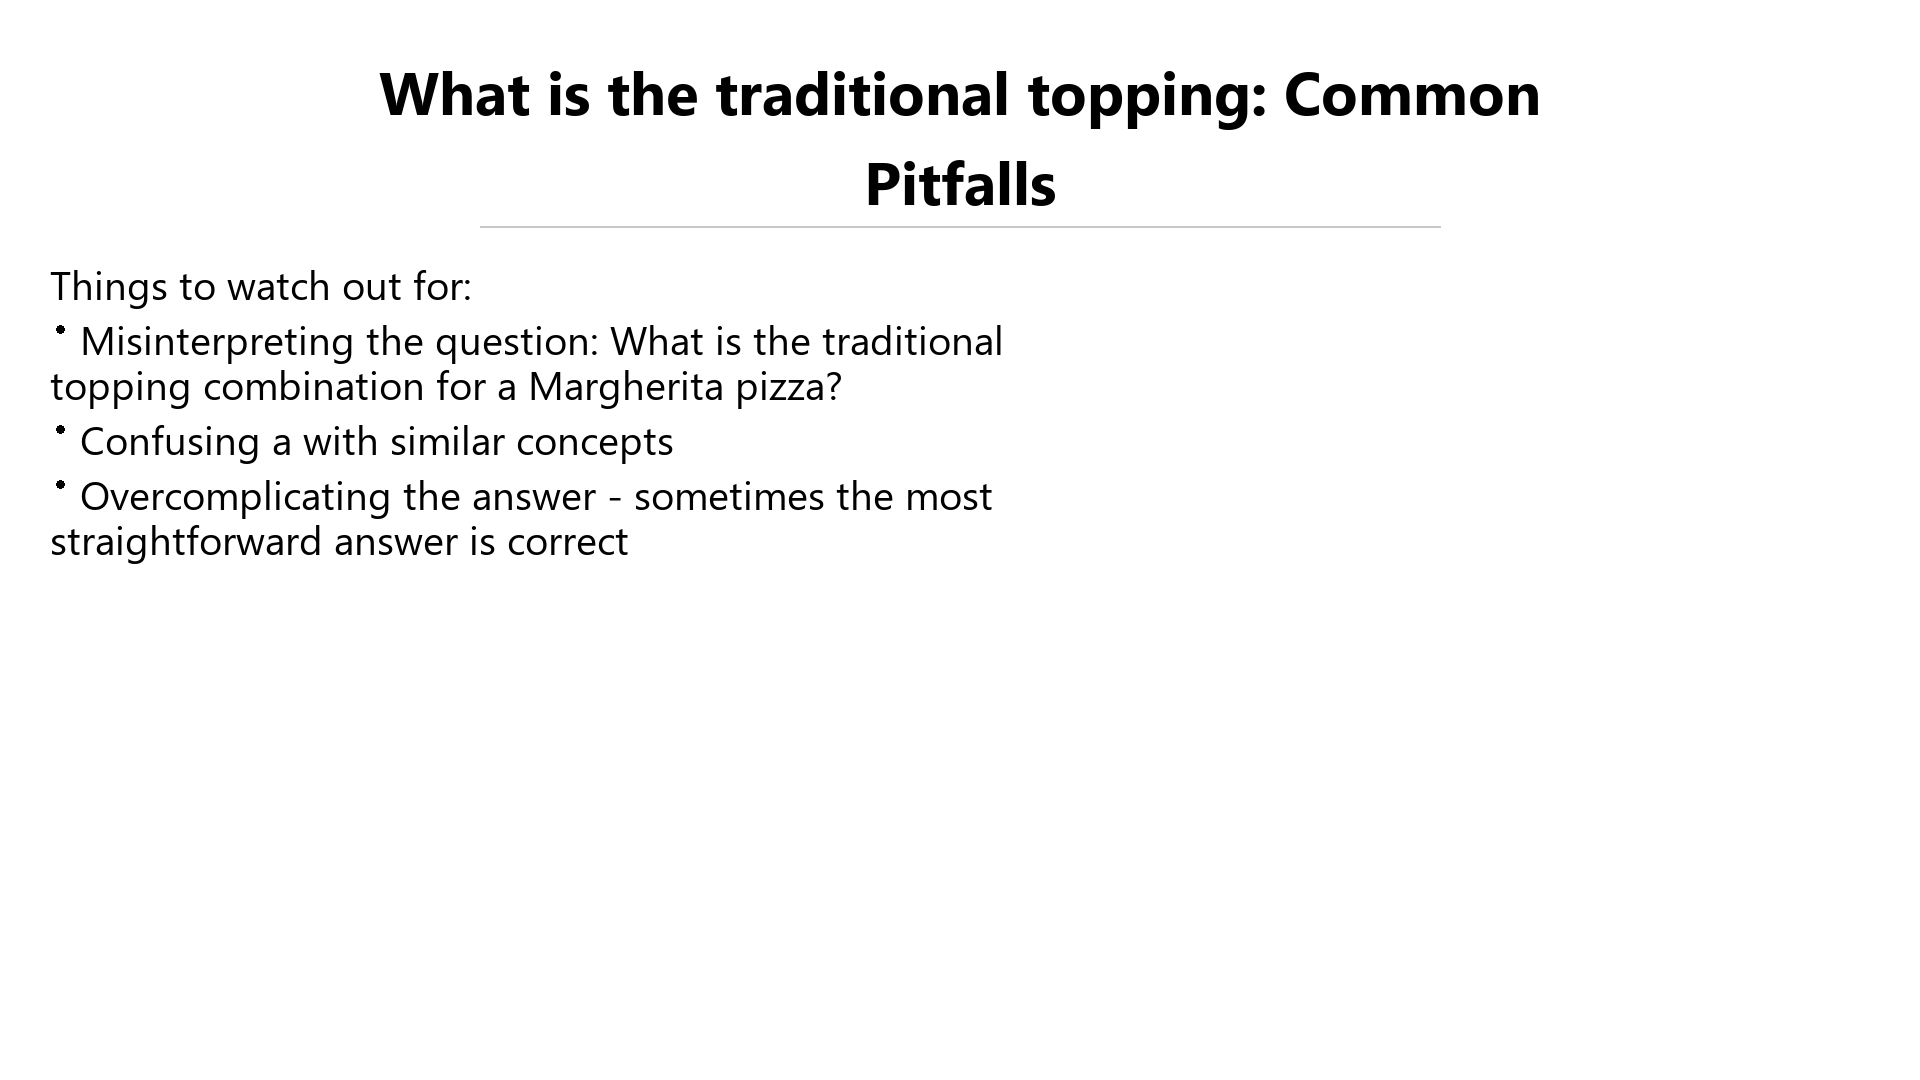 What is the traditional topping: Common
Pitfalls
Things to watch out for:
• Misinterpreting the question: What is the traditional
topping combination for a Margherita pizza?
• Confusing a with similar concepts
• Overcomplicating the answer - sometimes the most
straightforward answer is correct